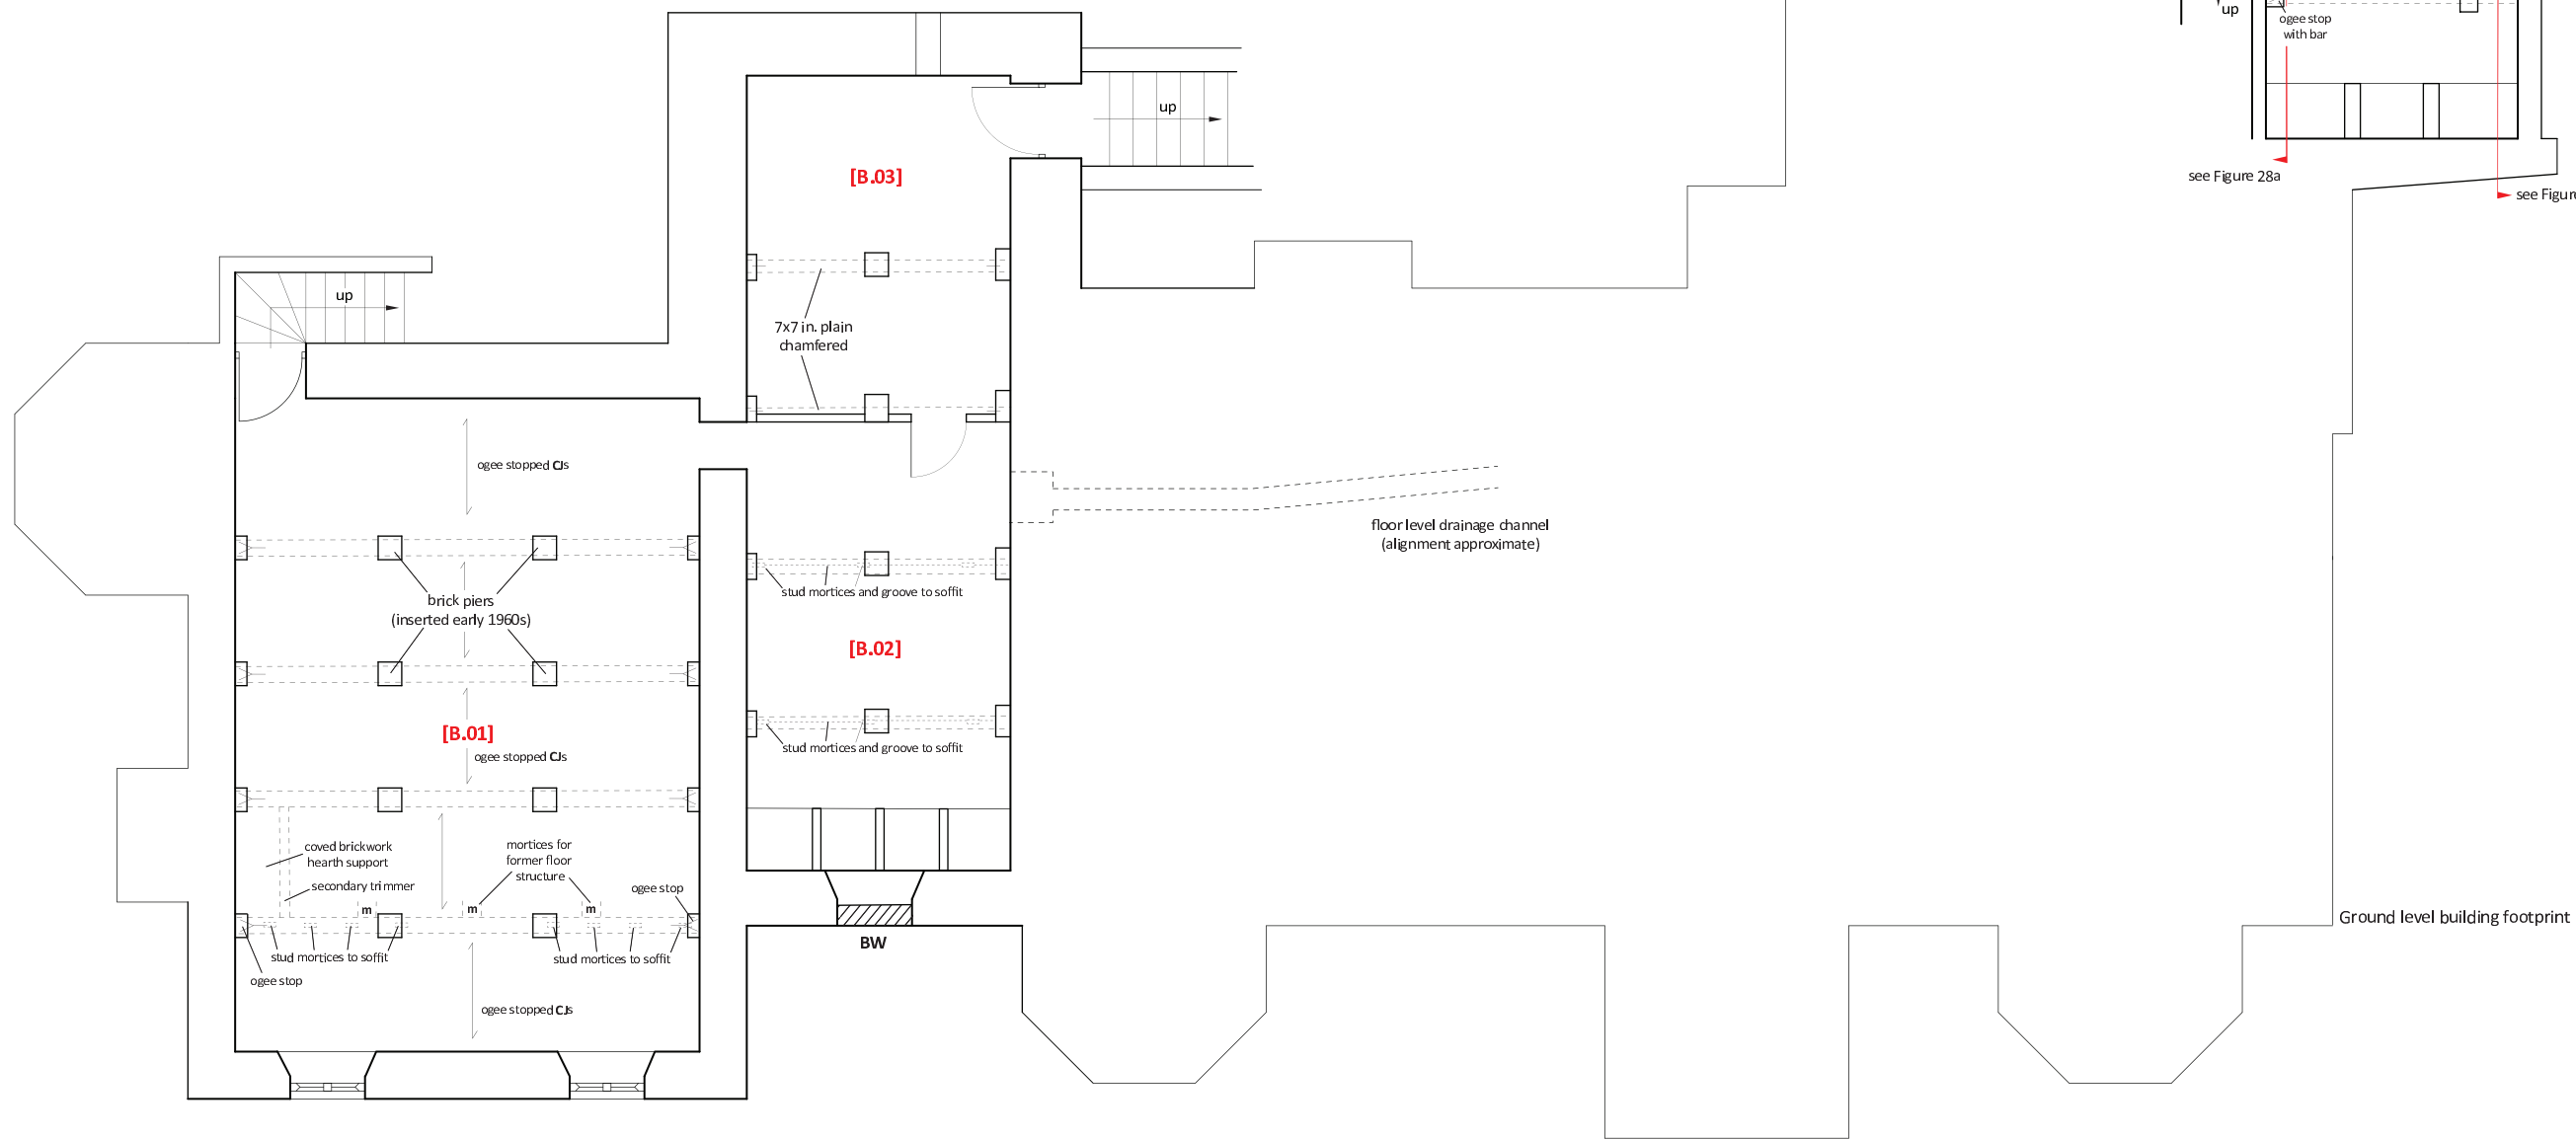 up
ogee stop
with bar
see Figure 28a
see Figure
up
[B.03]
up
7x7 in. plain
chamfered
ogee stopped CJs
floor level drainage channel
(alignment approximate)
brick piers
(inserted early 1960s)
stud mortices and groove to soffit
[B.02]
[B.01]
stud mortices and groove to soffit
ogee stopped CJs
coved brickwork
hearth support
mortices for
former floor
structure
secondary trimmer
ogee stop
m
m
m
Ground level building footprint
BW
stud mortices to soffit
stud mortices to soffit
ogee stop
ogee stopped CJs